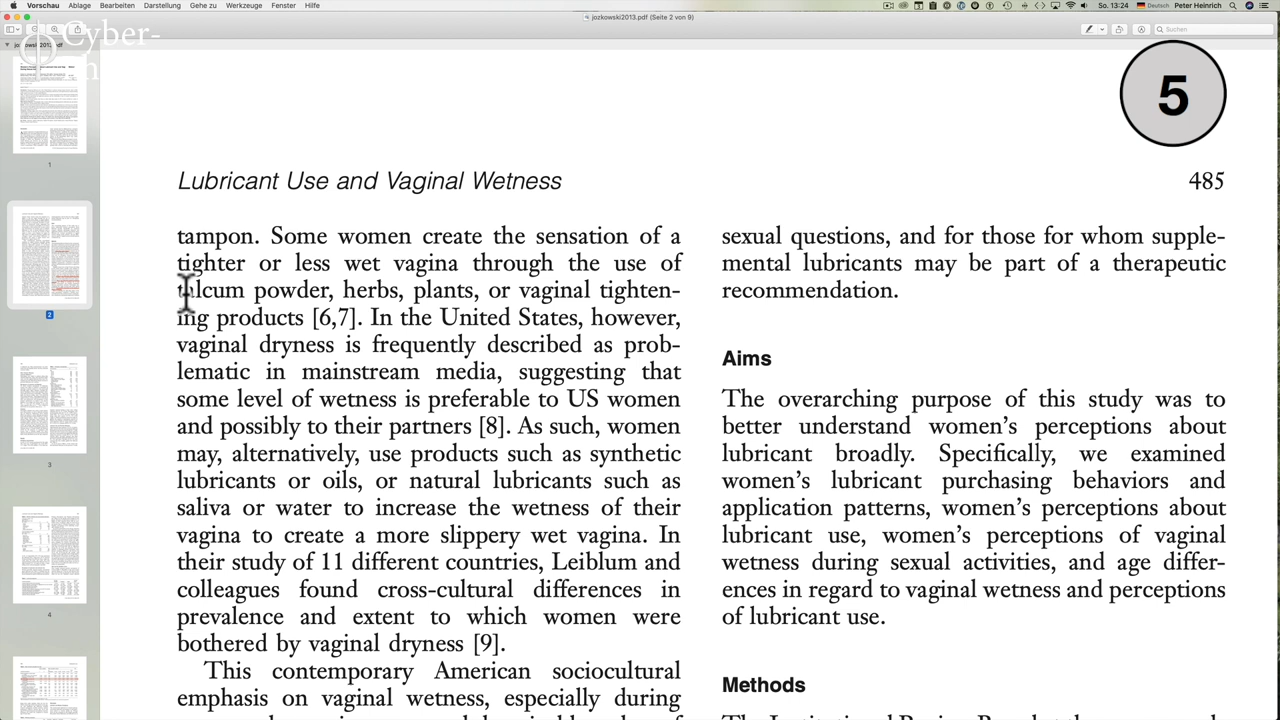 Vorschau Ablage Bearbeiten Darstellung Gehe zu Werkzeuge Fenster Hilfe
So. 13:24
Deutsch
Peter Heinrich
jozkowski2013.pdf (Seite 2 von 9)
Suchen
Cyber-
5
1
2
3
4
Lubricant Use and Vaginal Wetness
485
tampon. Some women create the sensation of a
tighter or less wet vagina though the use of
talcum powder, herbs, plants, or vaginal tighten-
ing products [6,7]. In the United States, however,
vaginal dryness is frequently described as prob-
lematic in mainstream media, suggesting that
some level of wetness is preferable to US women
and possibly to their partners [8]. As such, women
may, alternatively, use products such as synthetic
lubricants or oils, or natural lubricants such as
saliva or water to increase the wetness of their
vagina to create a more slippery wet vagina. In
their study of 11 different countries, Leiblum and
colleagues found cross-cultural differences in
prevalence and extent to which women were
bothered by vaginal dryness [9].
This contemporary American sociocultural
emphasis on vaginal wetness, especially during
sexual questions, and for those for whom supple-
mental lubricants may be part of a therapeutic
recommendation.
Aims
The overarching purpose of this study was to
better understand women's perceptions about
lubricant broadly. Specifically, we examined
women's lubricant purchasing behaviors and
application patterns, women's perceptions about
lubricant use, women's perceptions of vaginal
wetness during sexual activities, and age differ-
ences in regard to vaginal wetness and perceptions
of lubricant use.
Methods